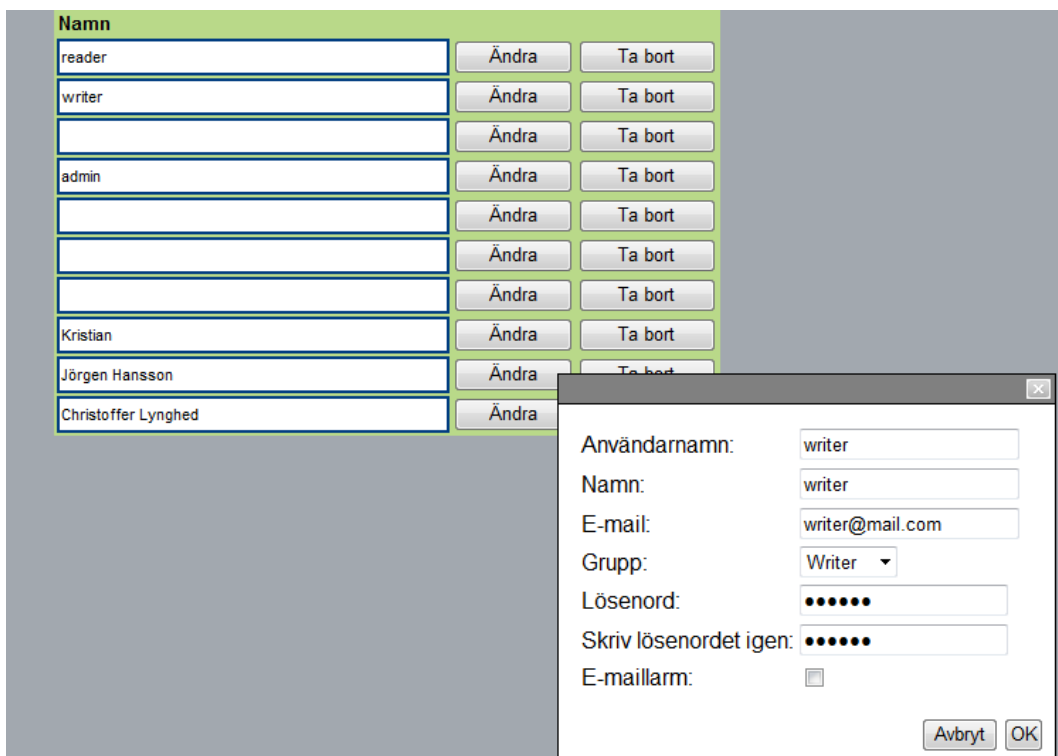 Namn
reader Ändra Ta bort
writer Ändra Ta bort
Ändra Ta bort
admin Ändra Ta bort
Ändra Ta bort
Ändra Ta bort
Ändra Ta bort
Kristian Ändra Ta bort
Jörgen Hansson Ändra Ta bort
Christoffer Lynghed Ändra
Användarnamn: writer
Namn: writer
E-mail: writer@mail.com
Grupp: Writer
Lösenord: ●●●●●●
Skriv lösenordet igen: ●●●●●●
E-maillarm:
Avbryt OK